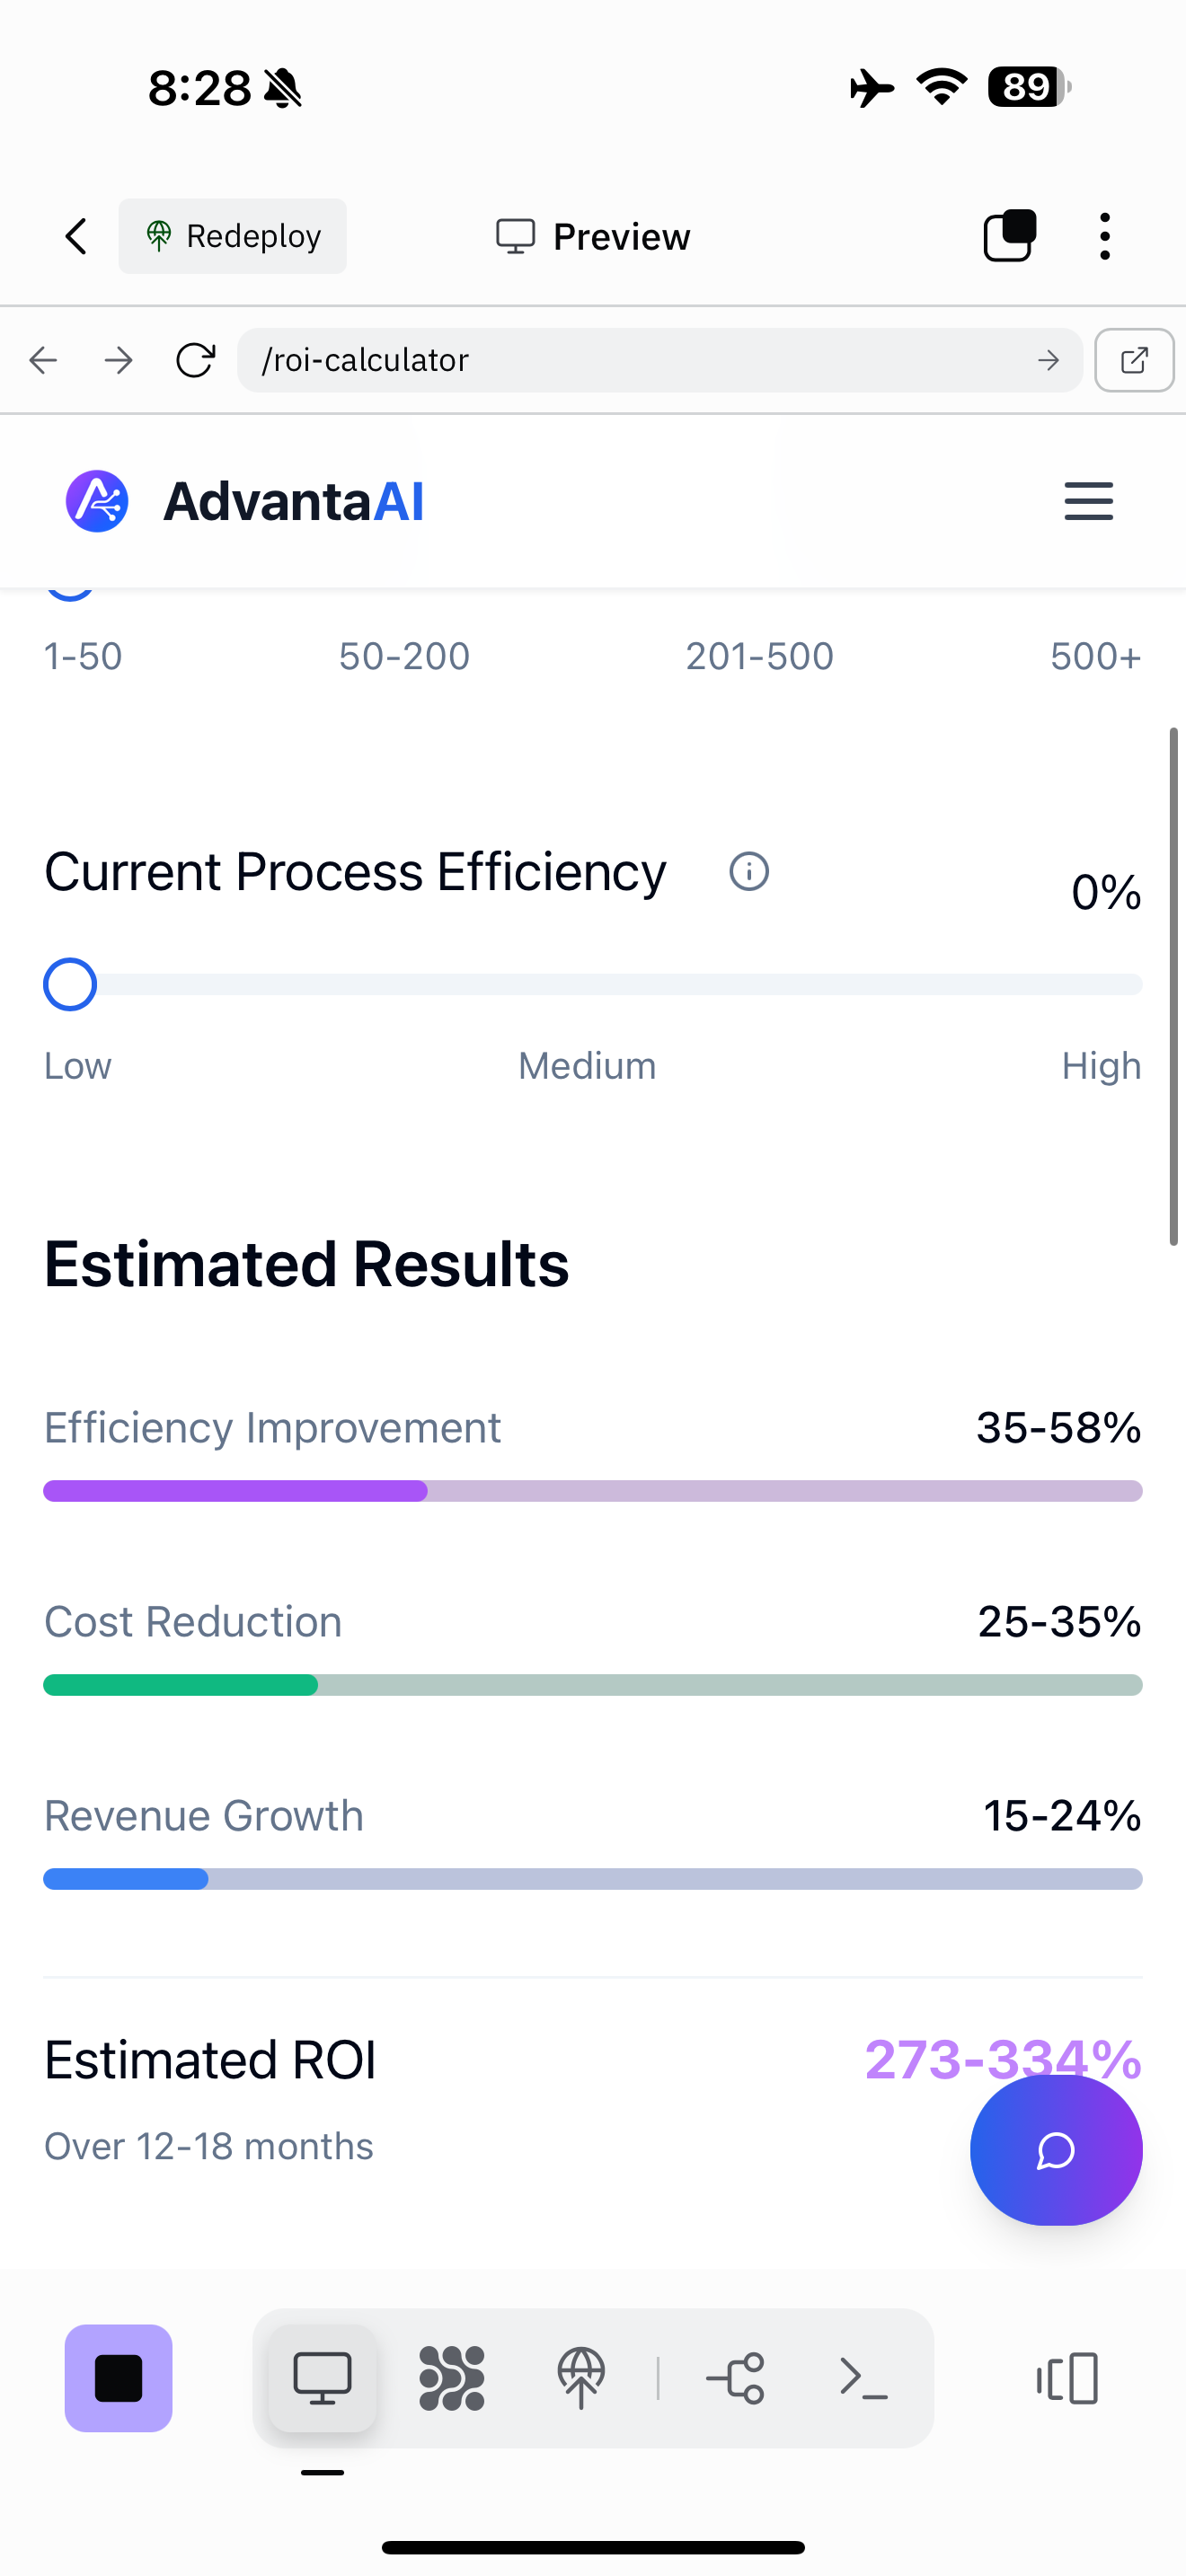 8:28
89
Redeploy
Preview
/roi-calculator
AdvantaAI
1-50 50-200 201-500 500+
Current Process Efficiency
0%
Low Medium High
Estimated Results
Efficiency Improvement 35-58%
Cost Reduction 25-35%
Revenue Growth 15-24%
Estimated ROI 273-334%
Over 12-18 months